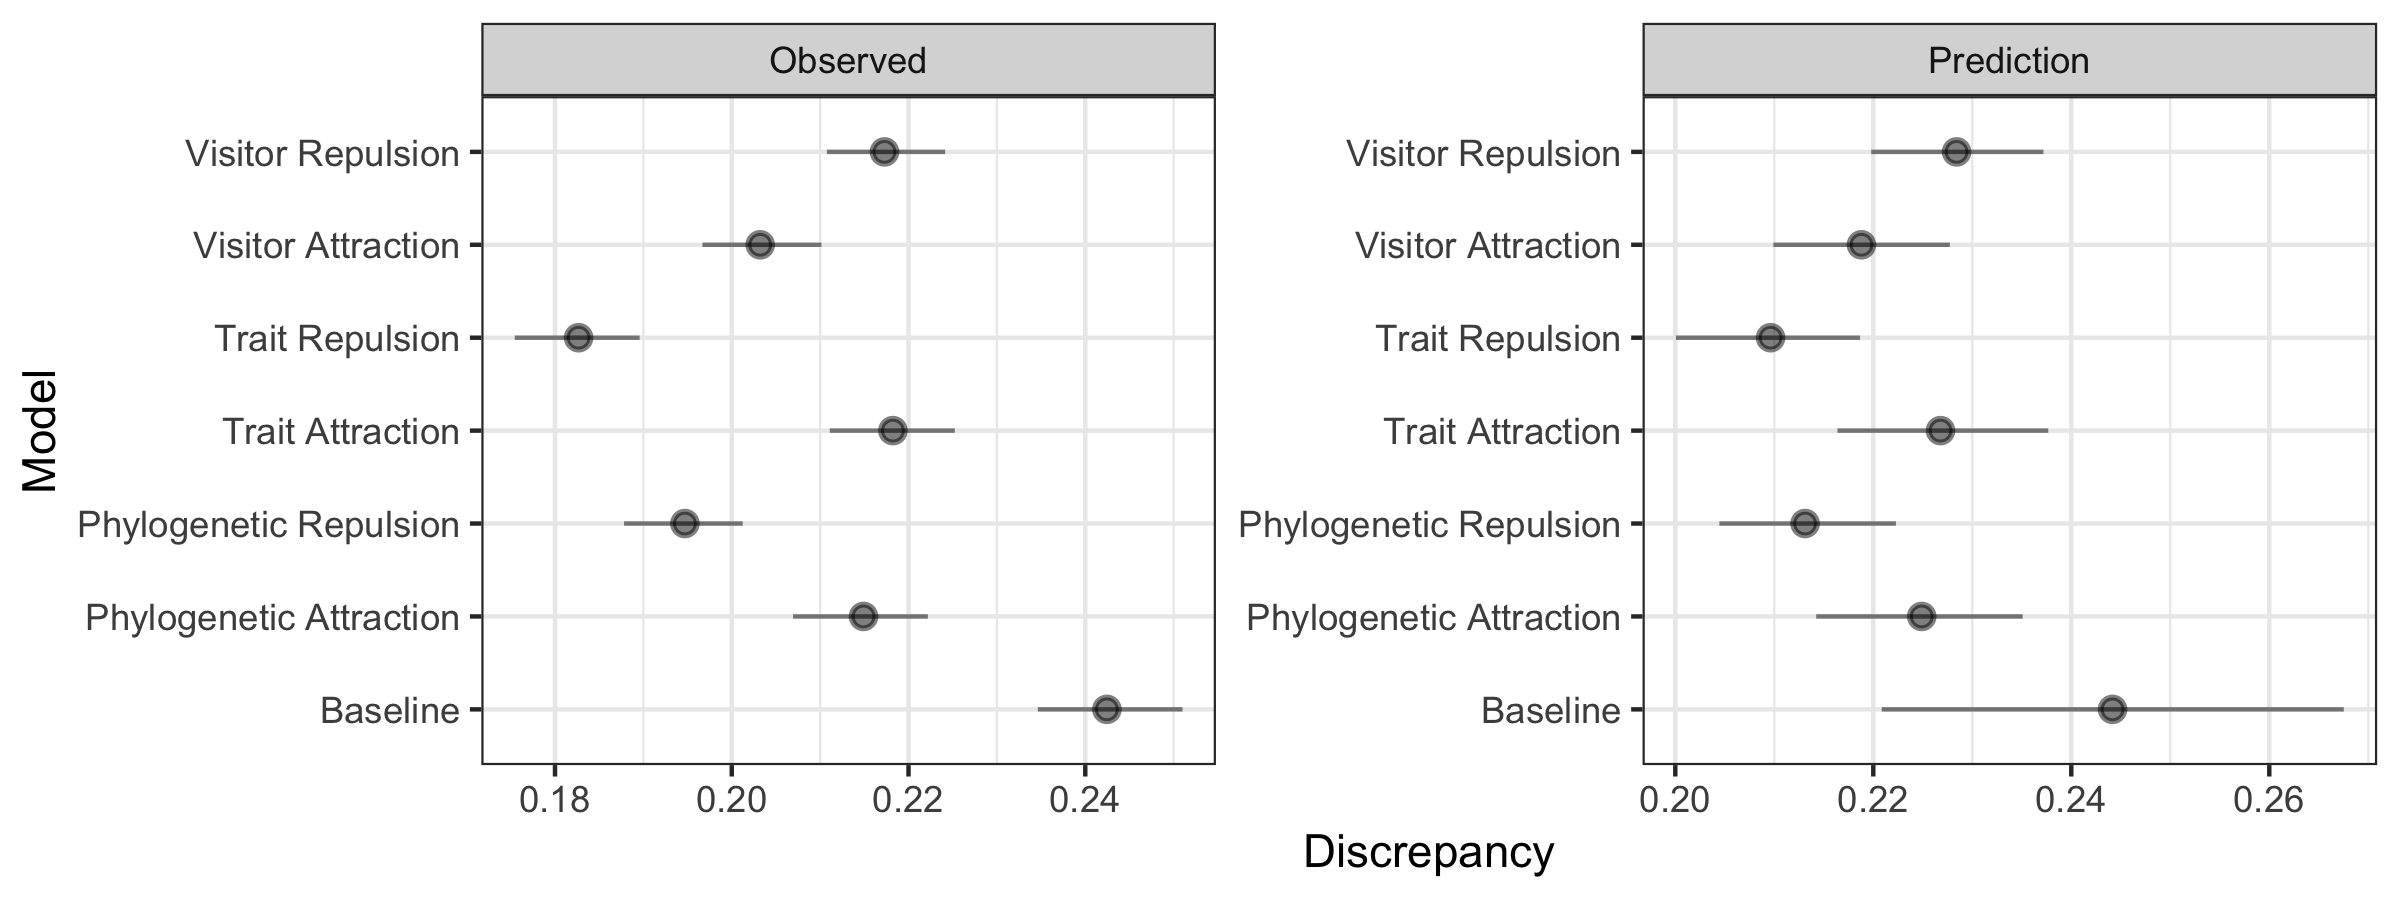 Observed
Prediction
Model
Visitor Repulsion
Visitor Attraction
Trait Repulsion
Trait Attraction
Phylogenetic Repulsion
Phylogenetic Attraction
Baseline
0.18 0.20 0.22 0.24
Visitor Repulsion
Visitor Attraction
Trait Repulsion
Trait Attraction
Phylogenetic Repulsion
Phylogenetic Attraction
Baseline
0.20 0.22 0.24 0.26
Discrepancy